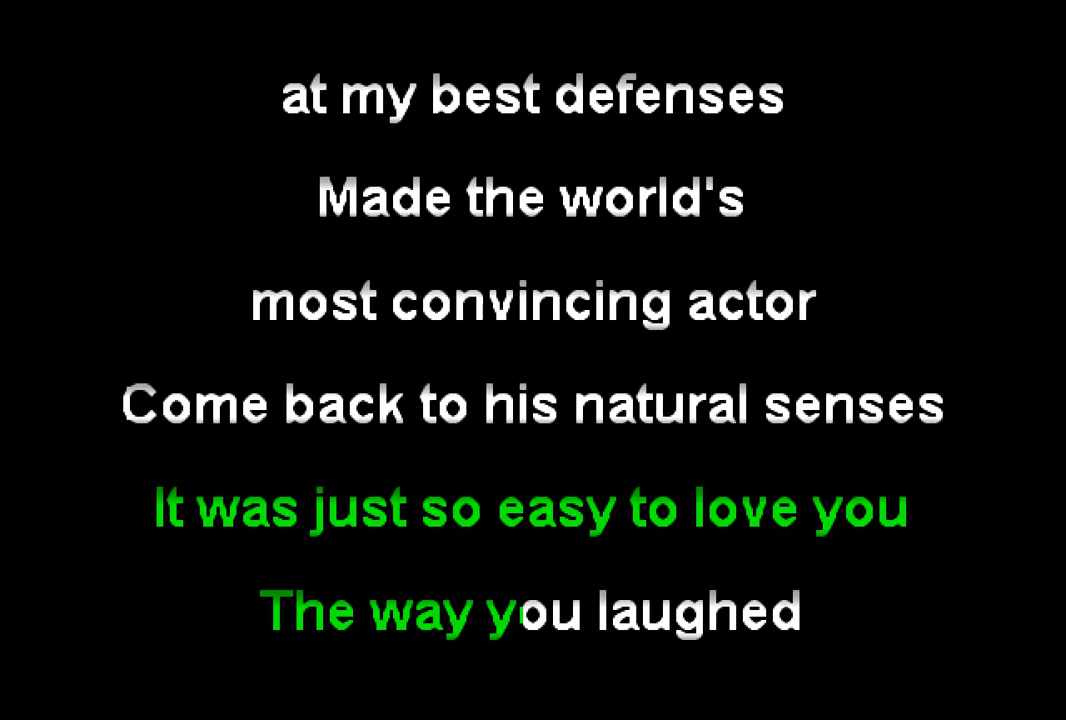 at my best defenses
Made the world's
most convincing actor
Come back to his natural senses
It was just so easy to love you
The way you laughed